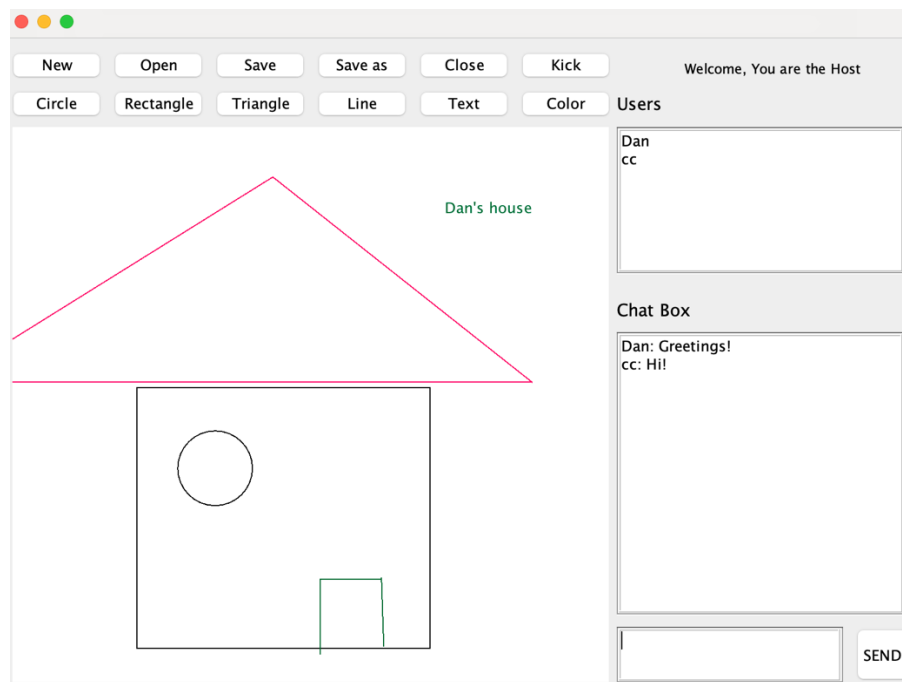 New Open Save Save as Close Kick
Welcome, You are the Host
Circle Rectangle Triangle Line Text Color
Users
Dan
cc
Dan's house
Chat Box
Dan: Greetings!
cc: Hi!
SEND